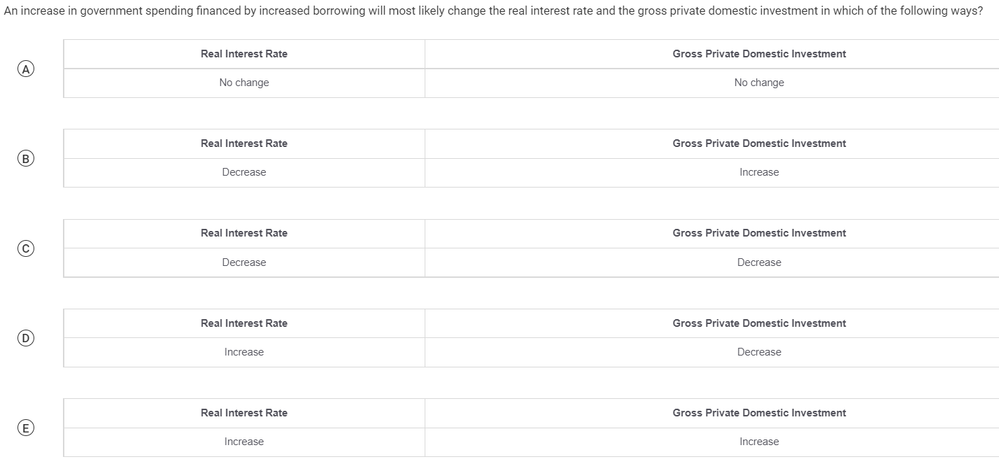 An increase in government spending financed by increased borrowing will most likely change the real interest rate and the gross private domestic investment in which of the following ways?
A
Real Interest Rate Gross Private Domestic Investment
No change No change
B
Real Interest Rate Gross Private Domestic Investment
Decrease Increase
C
Real Interest Rate Gross Private Domestic Investment
Decrease Decrease
D
Real Interest Rate Gross Private Domestic Investment
Increase Decrease
E
Real Interest Rate Gross Private Domestic Investment
Increase Increase